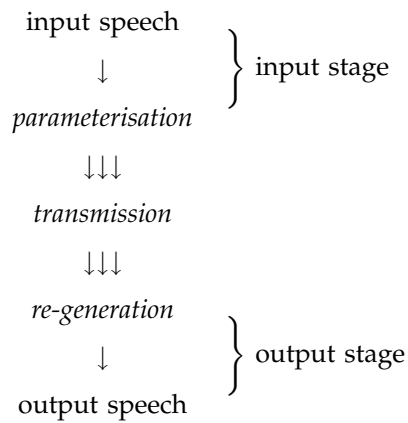 input speech
input stage
↓
parameterisation
↓↓↓
transmission
↓↓↓
re-generation
↓
output stage
output speech